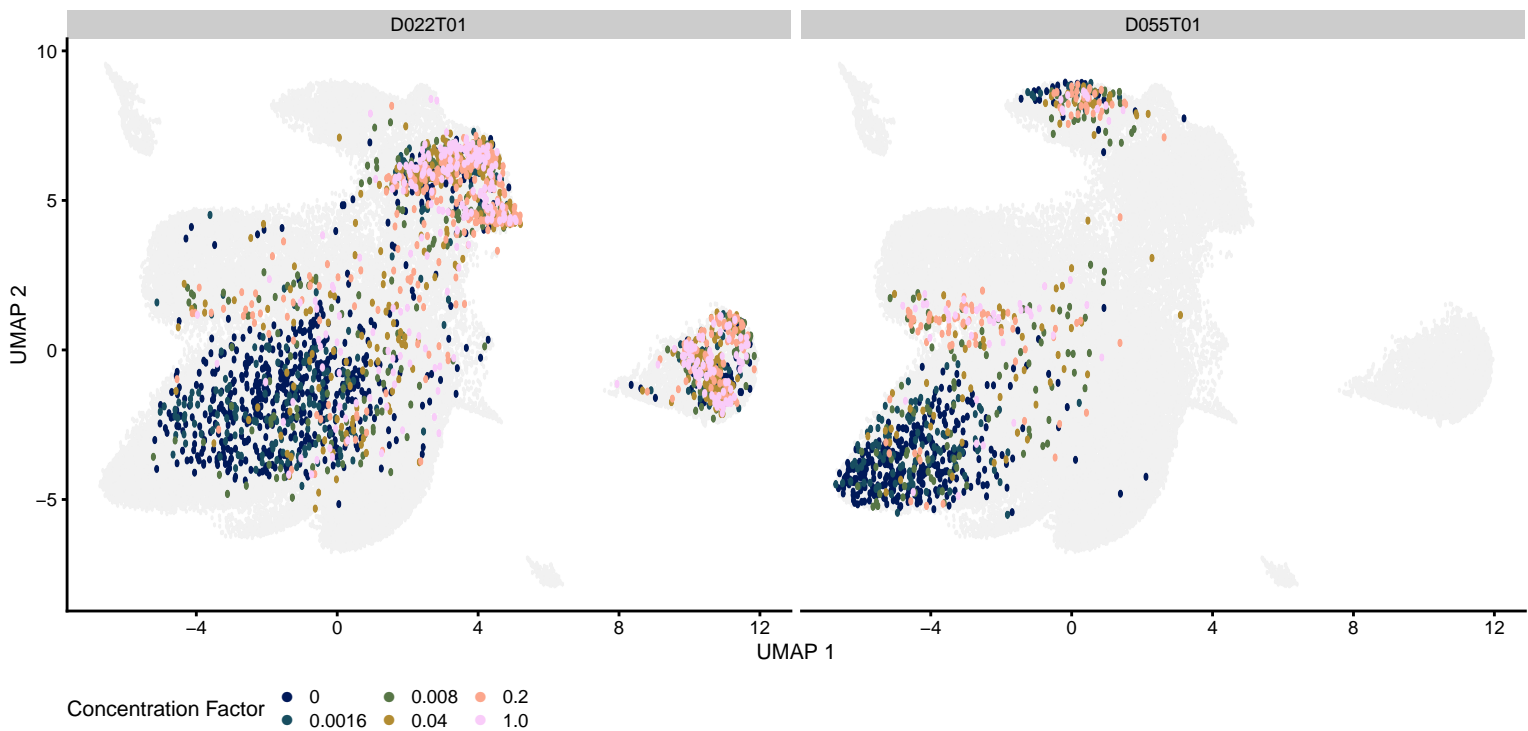 D022T01 D055T01
10
5
0
−5
UMAP 2
−4 0 4 8 12 −4 0 4 8 12
UMAP 1
Concentration Factor 0 0.008 0.2
0.0016 0.04 1.0